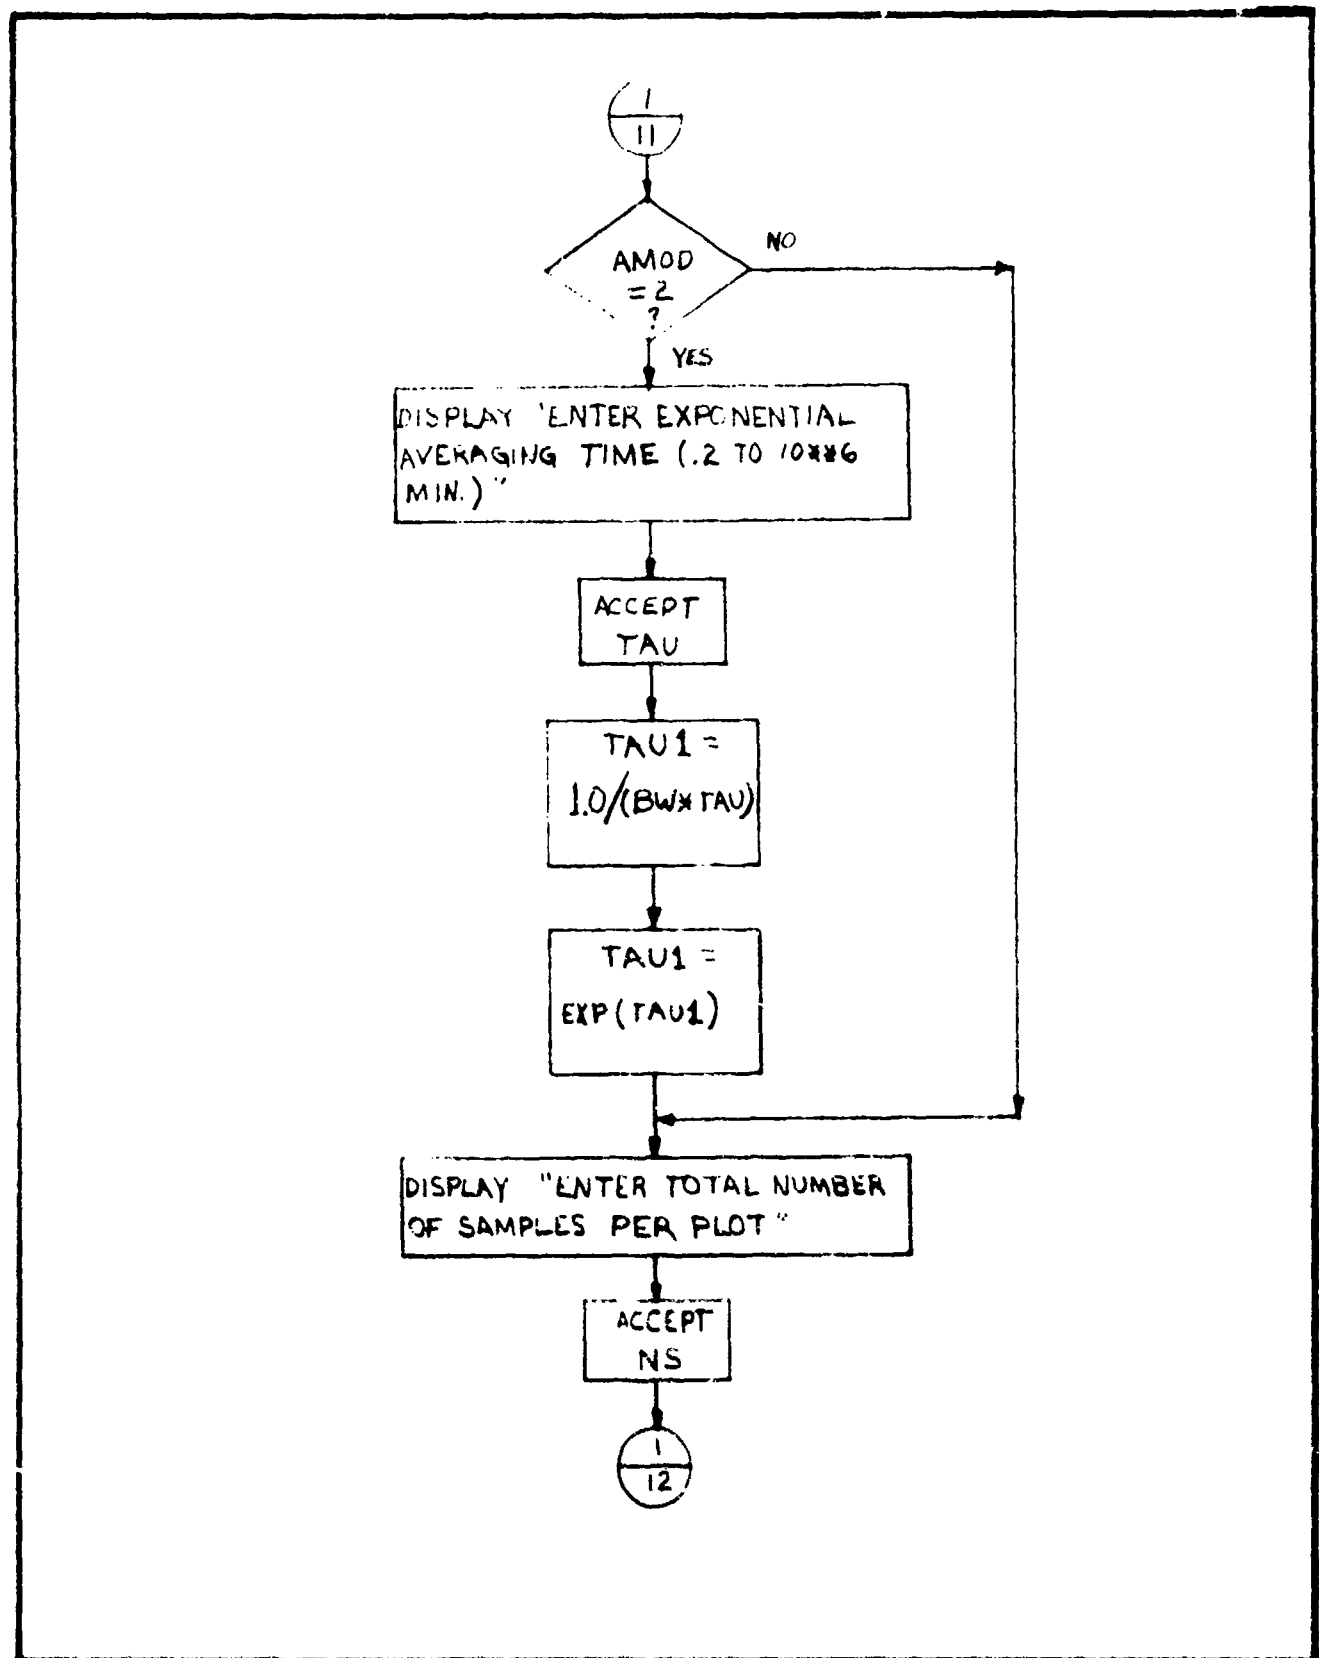 1
11
AMOD
= 2
?
NO
YES
DISPLAY 'ENTER EXPONENTIAL
AVERAGING TIME (.2 TO 10**6
MIN.)"
ACCEPT
TAU
TAU1 =
1.0/(BW*TAU)
TAU1 =
EXP(TAU1)
DISPLAY "ENTER TOTAL NUMBER
OF SAMPLES PER PLOT"
ACCEPT
NS
1
12